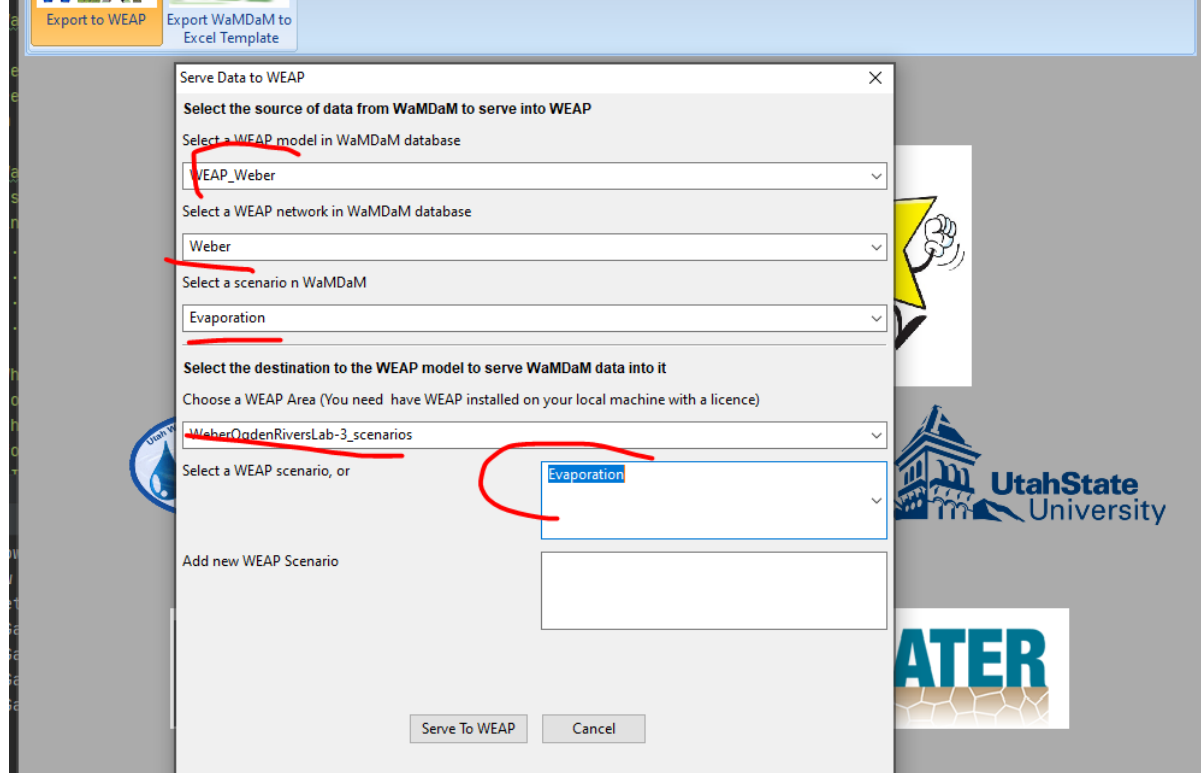 Export to WEAP
Export WaMDaM to
Excel Template
Serve Data to WEAP
Select the source of data from WaMDaM to serve into WEAP
Select a WEAP model in WaMDaM database
WEAP_Weber
Select a WEAP network in WaMDaM database
Weber
Select a scenario n WaMDaM
Evaporation
Select the destination to the WEAP model to serve WaMDaM data into it
Choose a WEAP Area (You need  have WEAP installed on your local machine with a licence)
WeberOgdenRiversLab-3_scenarios
Select a WEAP scenario, or
Evaporation
Add new WEAP Scenario
Serve To WEAP
Cancel
Utah W
UtahState
University
ATER